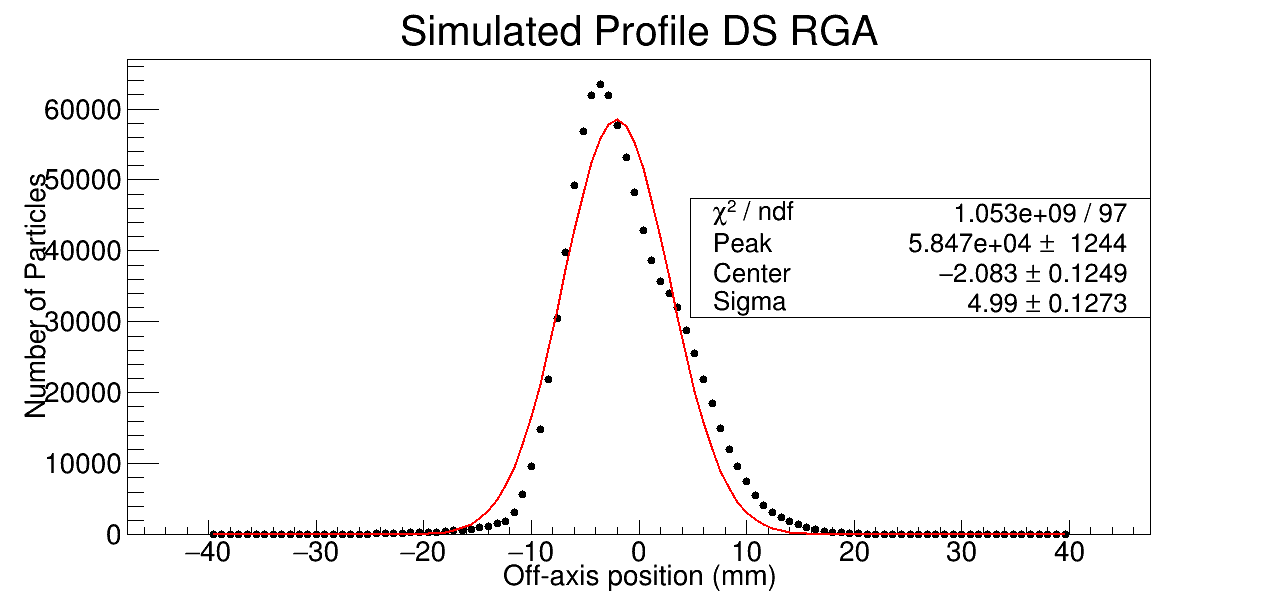 Simulated Profile DS RGA
60000
50000
40000
30000
20000
10000
0
Number of Particles
χ² / ndf 1.053e+09 / 97
Peak 5.847e+04 ± 1244
Center −2.083 ± 0.1249
Sigma 4.99 ± 0.1273
−40 −30 −20 −10 0 10 20 30 40
Off-axis position (mm)